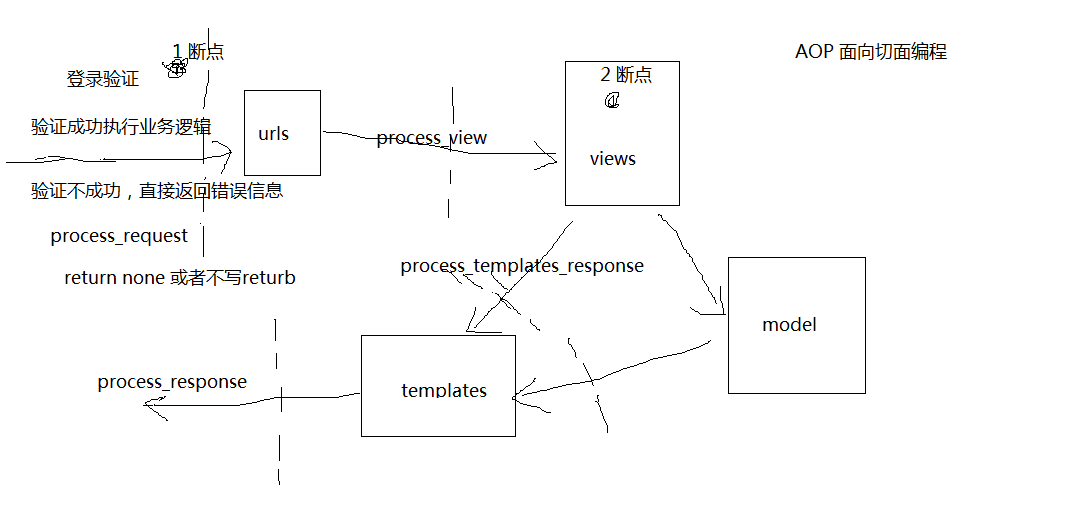 1 断点
AOP 面向切面编程
登录验证
2 断点
验证成功执行业务逻辑
urls
process_view
views
验证不成功，直接返回错误信息
process_request
return none 或者不写returb
process_templates_response
model
process_response
templates